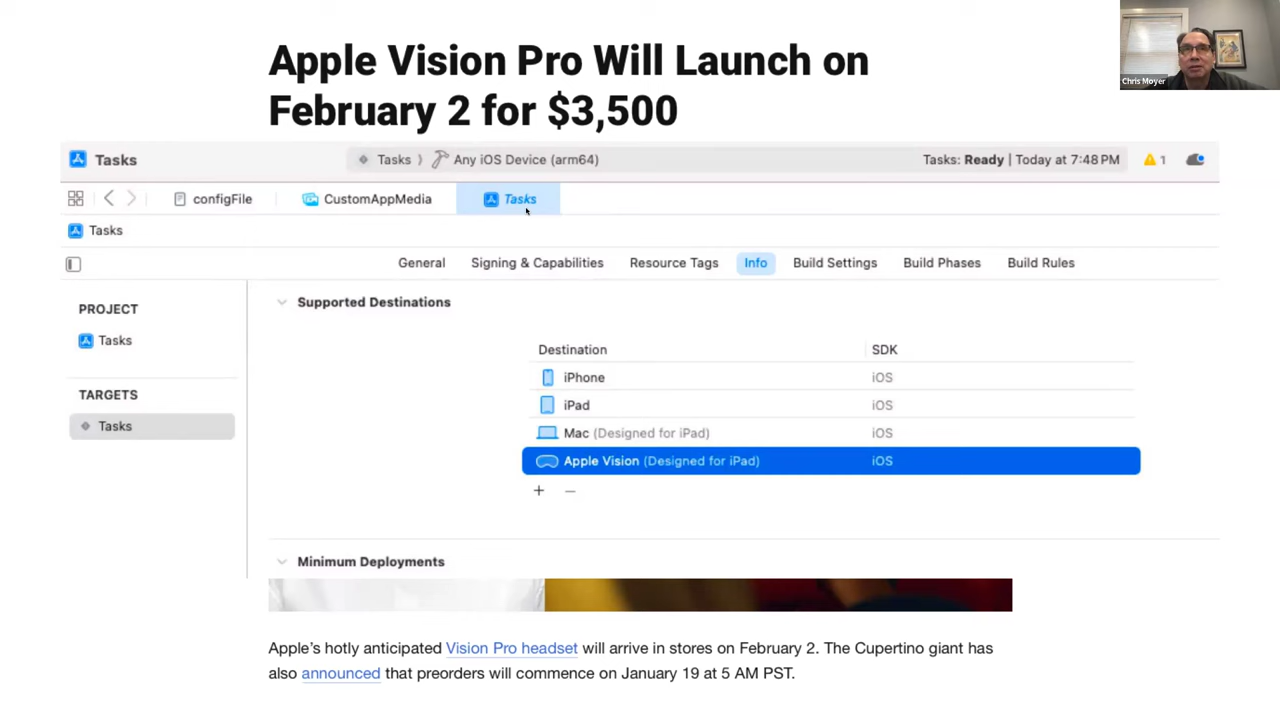 Apple Vision Pro Will Launch on
February 2 for $3,500
Chris Moyer
Tasks
Tasks ⟩ Any iOS Device (arm64)
Tasks: Ready | Today at 7:48 PM
1
configFile
CustomAppMedia
Tasks
Tasks
General
Signing & Capabilities
Resource Tags
Info
Build Settings
Build Phases
Build Rules
PROJECT
Tasks
TARGETS
Tasks
Supported Destinations
Destination SDK
iPhone iOS
iPad iOS
Mac (Designed for iPad) iOS
Apple Vision (Designed for iPad) iOS
+ −
Minimum Deployments
Apple’s hotly anticipated Vision Pro headset will arrive in stores on February 2. The Cupertino giant has
also announced that preorders will commence on January 19 at 5 AM PST.